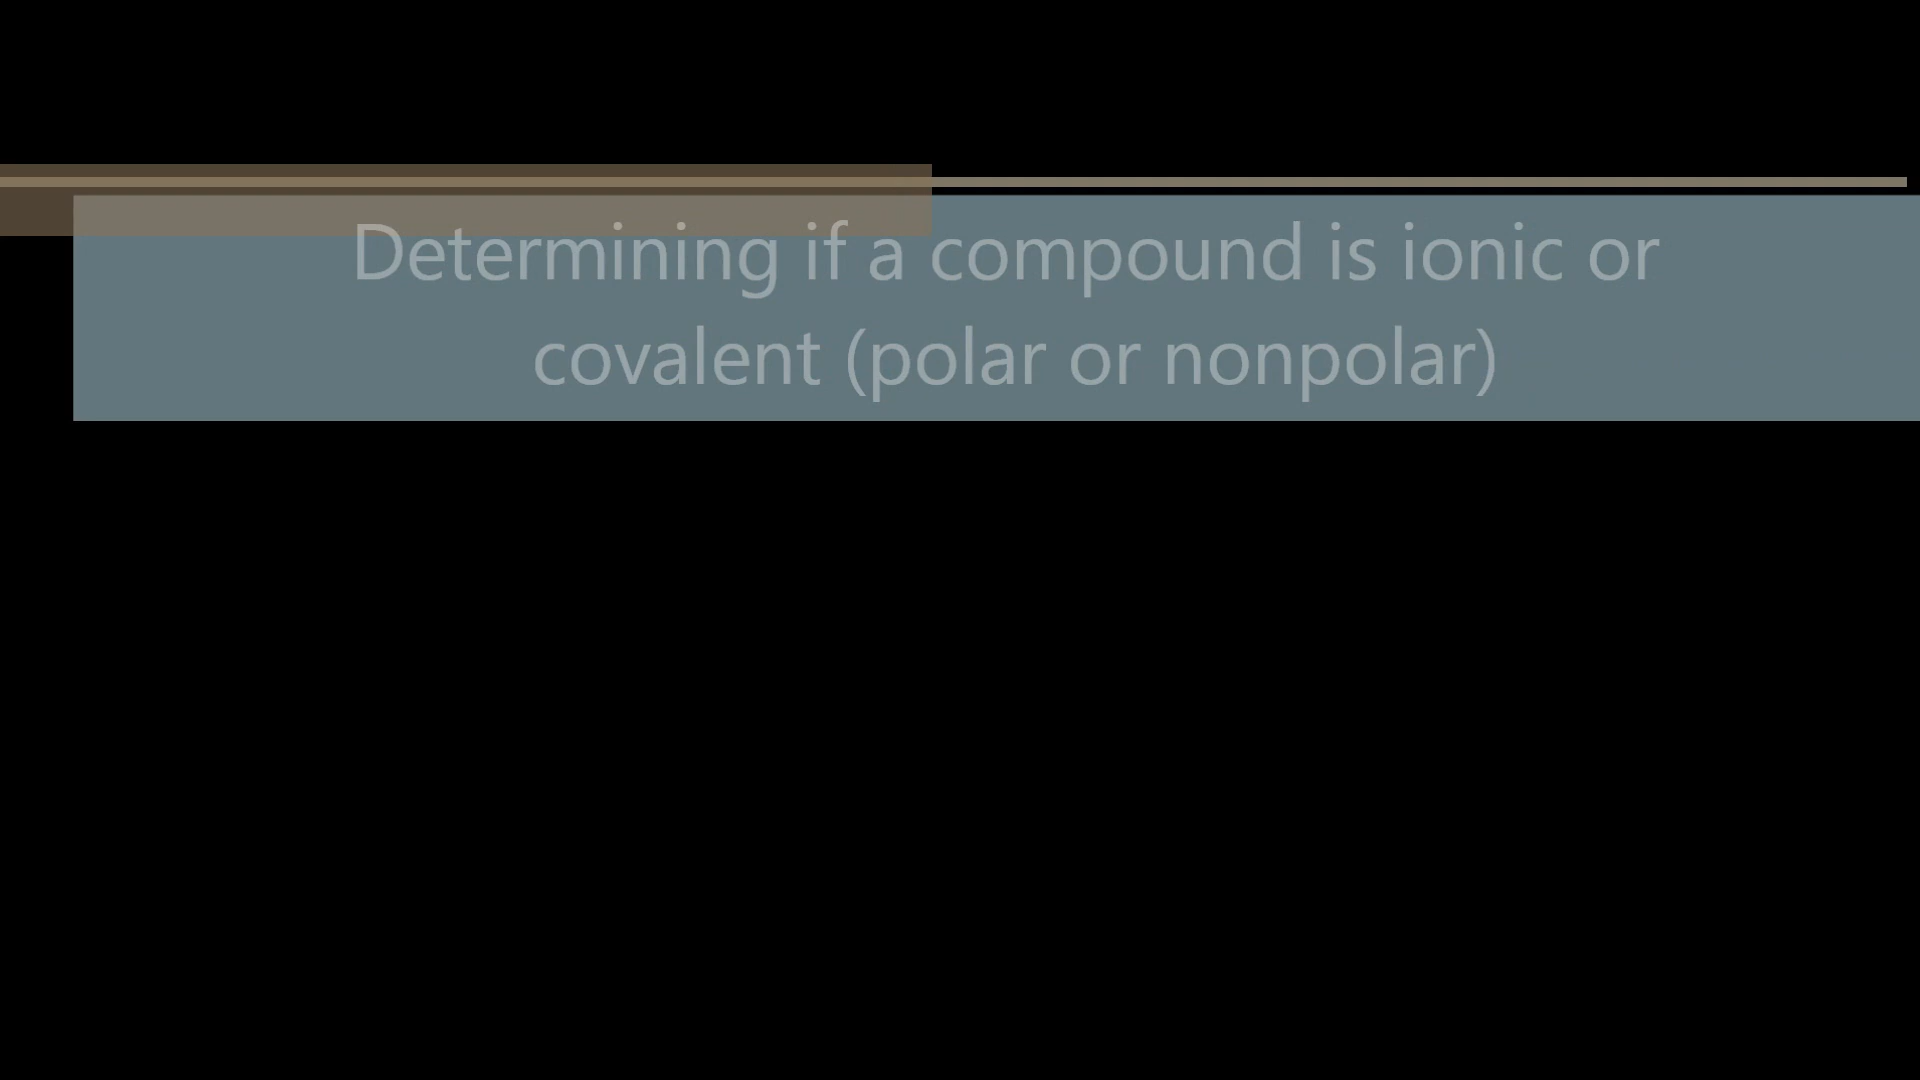 Determining if a compound is ionic or
covalent (polar or nonpolar)